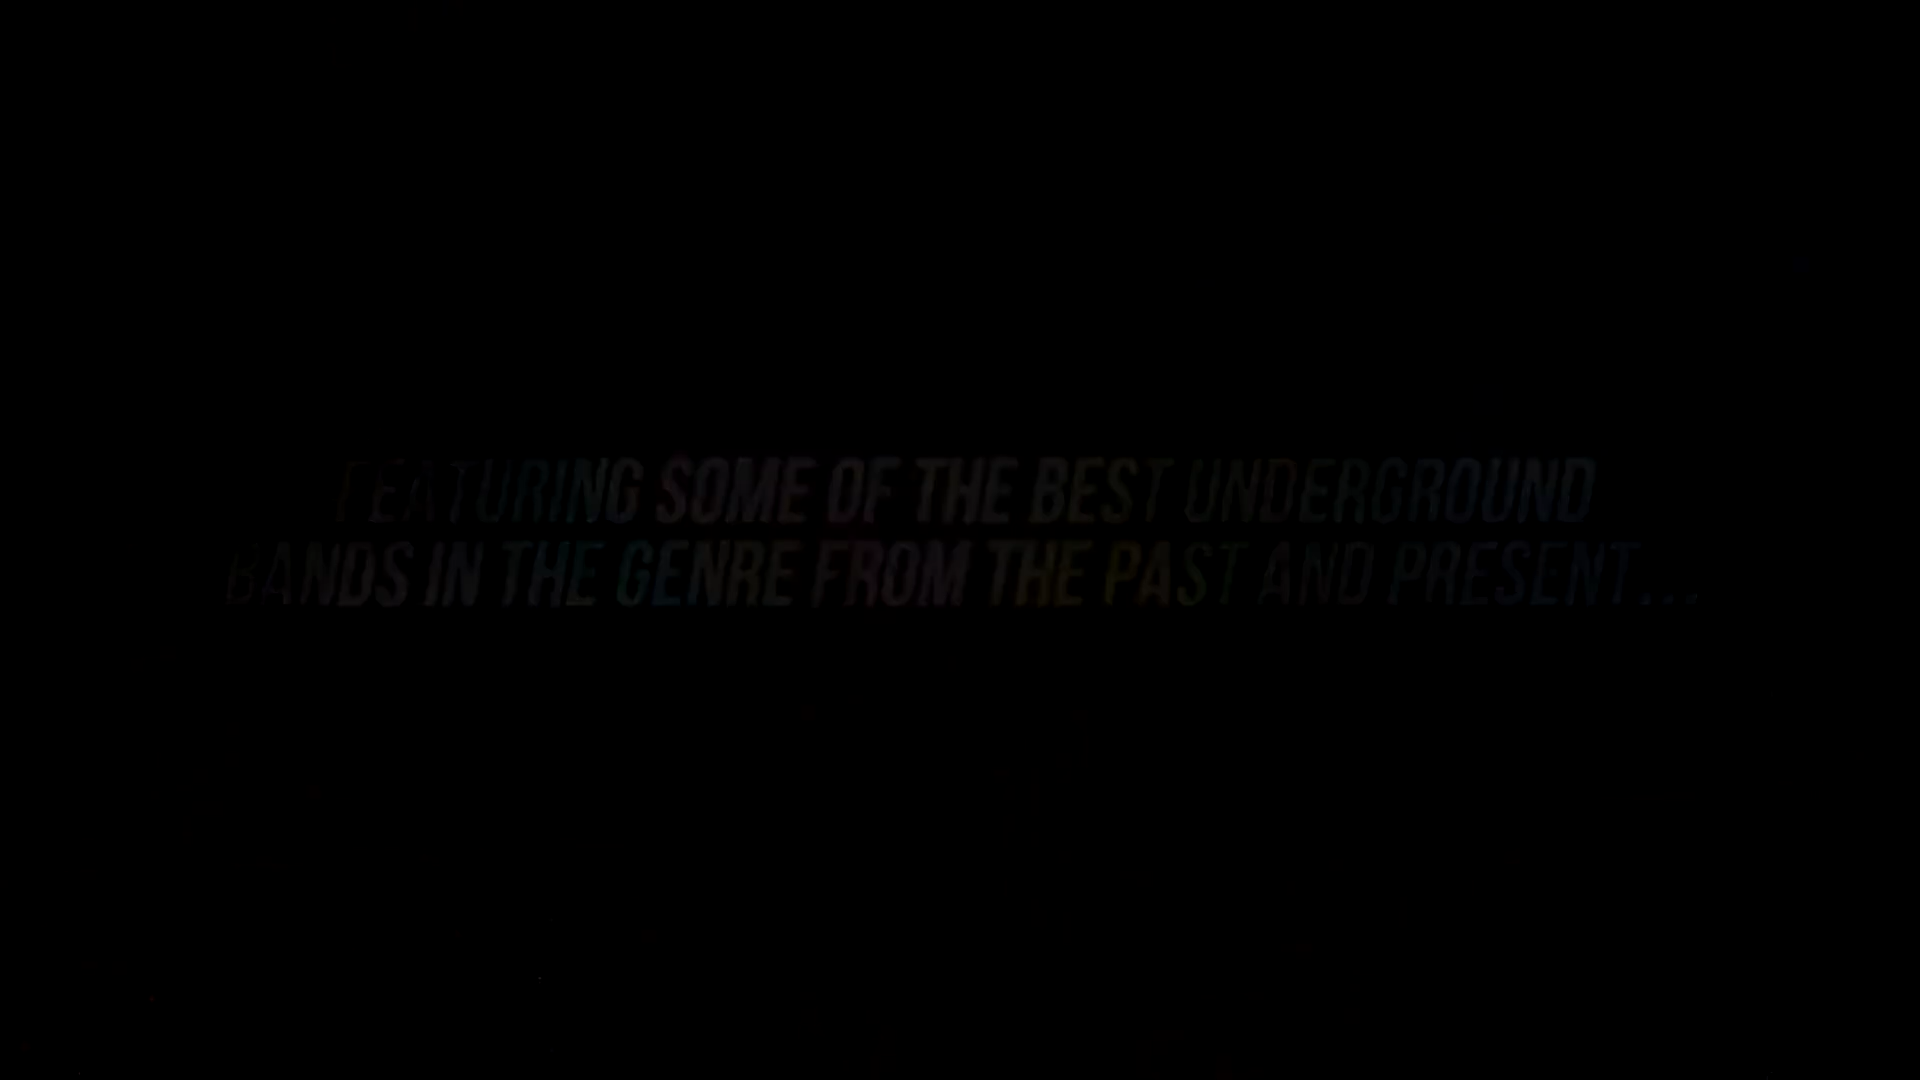 FEATURING SOME OF THE BEST UNDERGROUND
BANDS IN THE GENRE FROM THE PAST AND PRESENT...